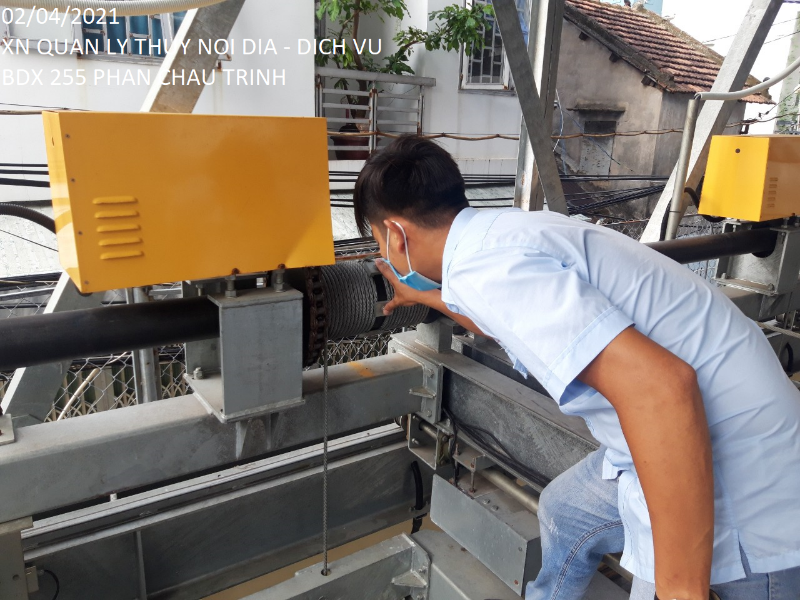 02/04/2021
XN QUAN LY THUY NOI DIA - DICH VU
BDX 255 PHAN CHAU TRINH